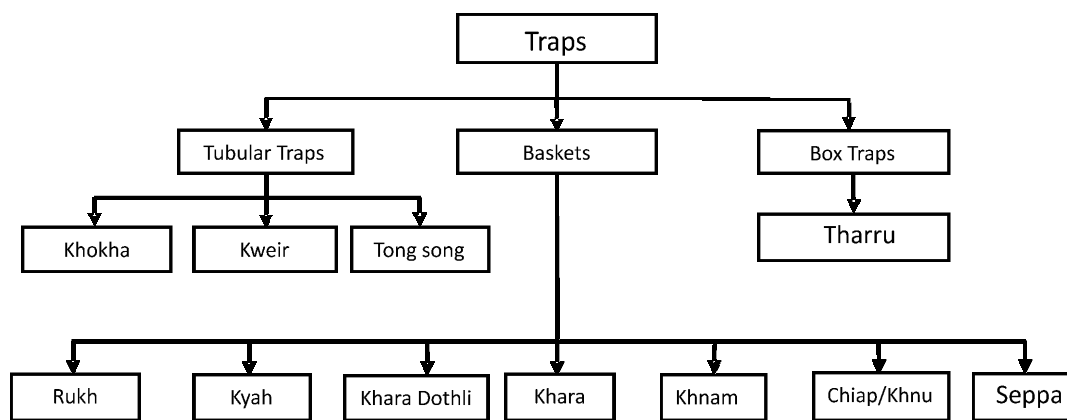 Traps
Tubular Traps
Baskets
Box Traps
Khokha
Kweir
Tong song
Tharru
Rukh
Kyah
Khara Dothli
Khara
Khnam
Chiap/Khnu
Seppa